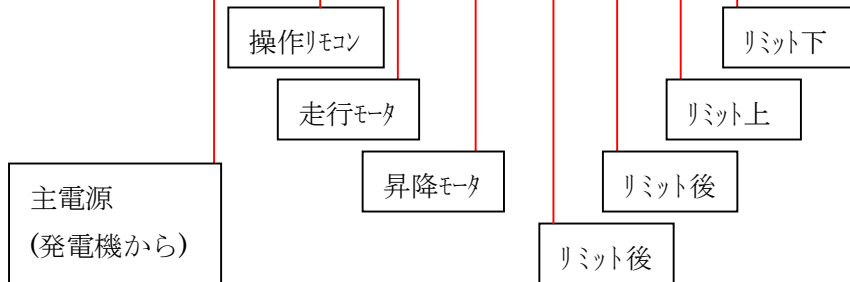 操作ﾘﾓｺﾝ
リミット下
走行ﾓｰﾀ
リミット上
昇降ﾓｰﾀ
リミット後
主電源
(発電機から)
リミット後